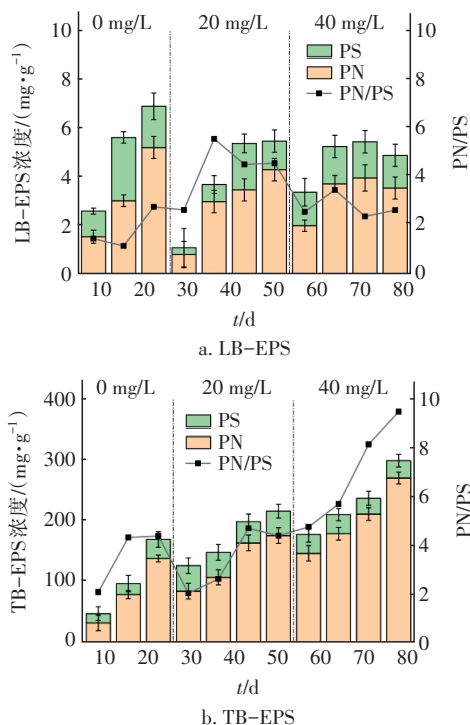 0 mg/L 20 mg/L 40 mg/L
10 10
PS
PN
PN/PS
8 8
6 6
4 4
2 2
0 0
LB-EPS浓度/(mg·g⁻¹)
PN/PS
10 20 30 40 50 60 70 80
t/d
a. LB-EPS
0 mg/L 20 mg/L 40 mg/L
400 10
PS
PN
PN/PS
8
300
6
200
4
100
2
0 0
TB-EPS浓度/(mg·g⁻¹)
PN/PS
10 20 30 40 50 60 70 80
t/d
b. TB-EPS